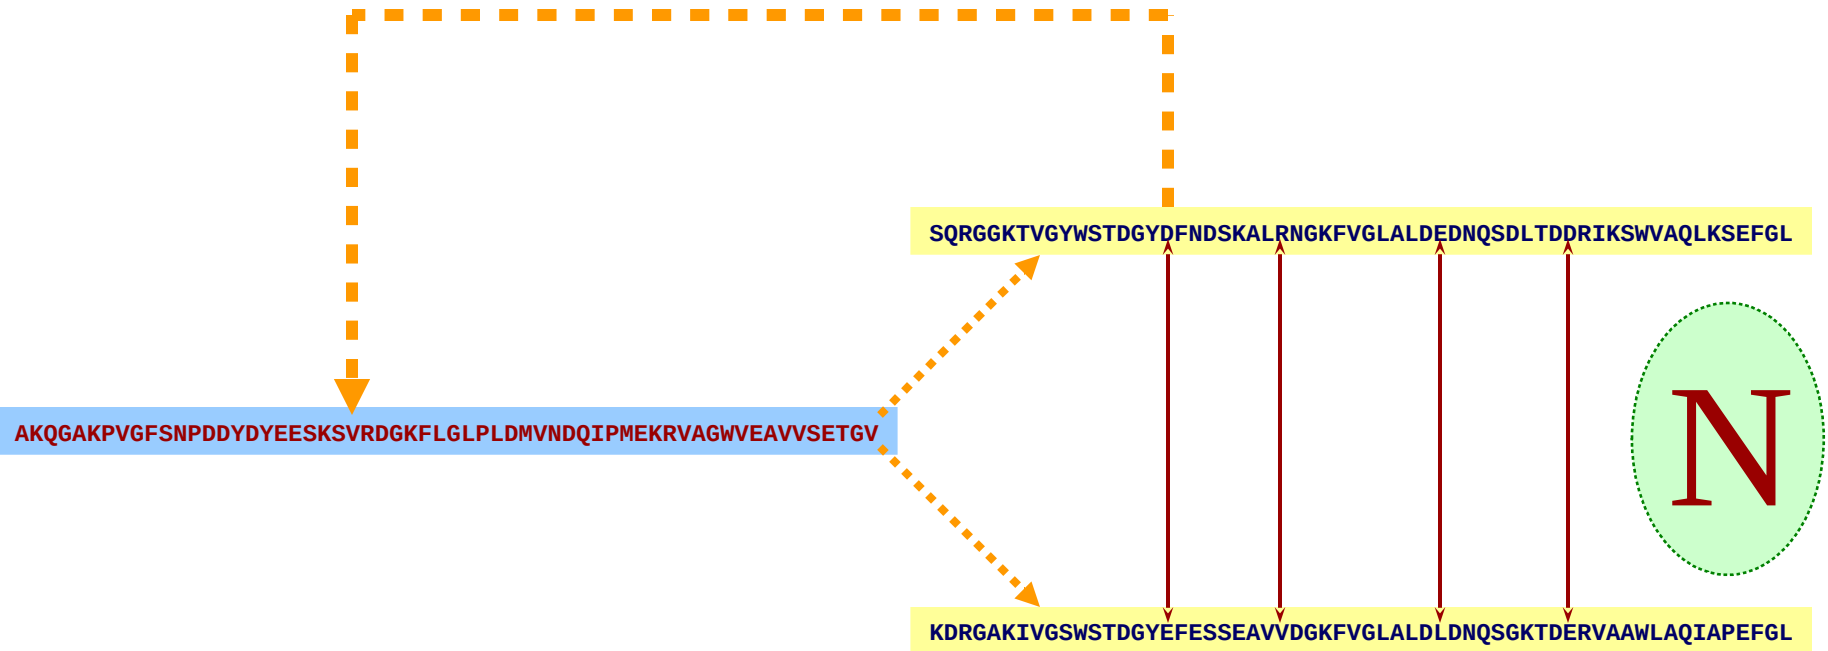 SQRGGKTVGYWSTDGYDFNDSKALRNGKFVGLALDEDNQSDLTDDRIKSWVAQLKSEFGL
AKQGAKPVGFSNPDDYDYEESKSVRDGKFLGLPLDMVNDQIPMEKRVAGWVEAVVSETGV
N
KDRGAKIVGSWSTDGYEFESSEAVVDGKFVGLALDLDNQSGKTDERVAAWLAQIAPEFGL